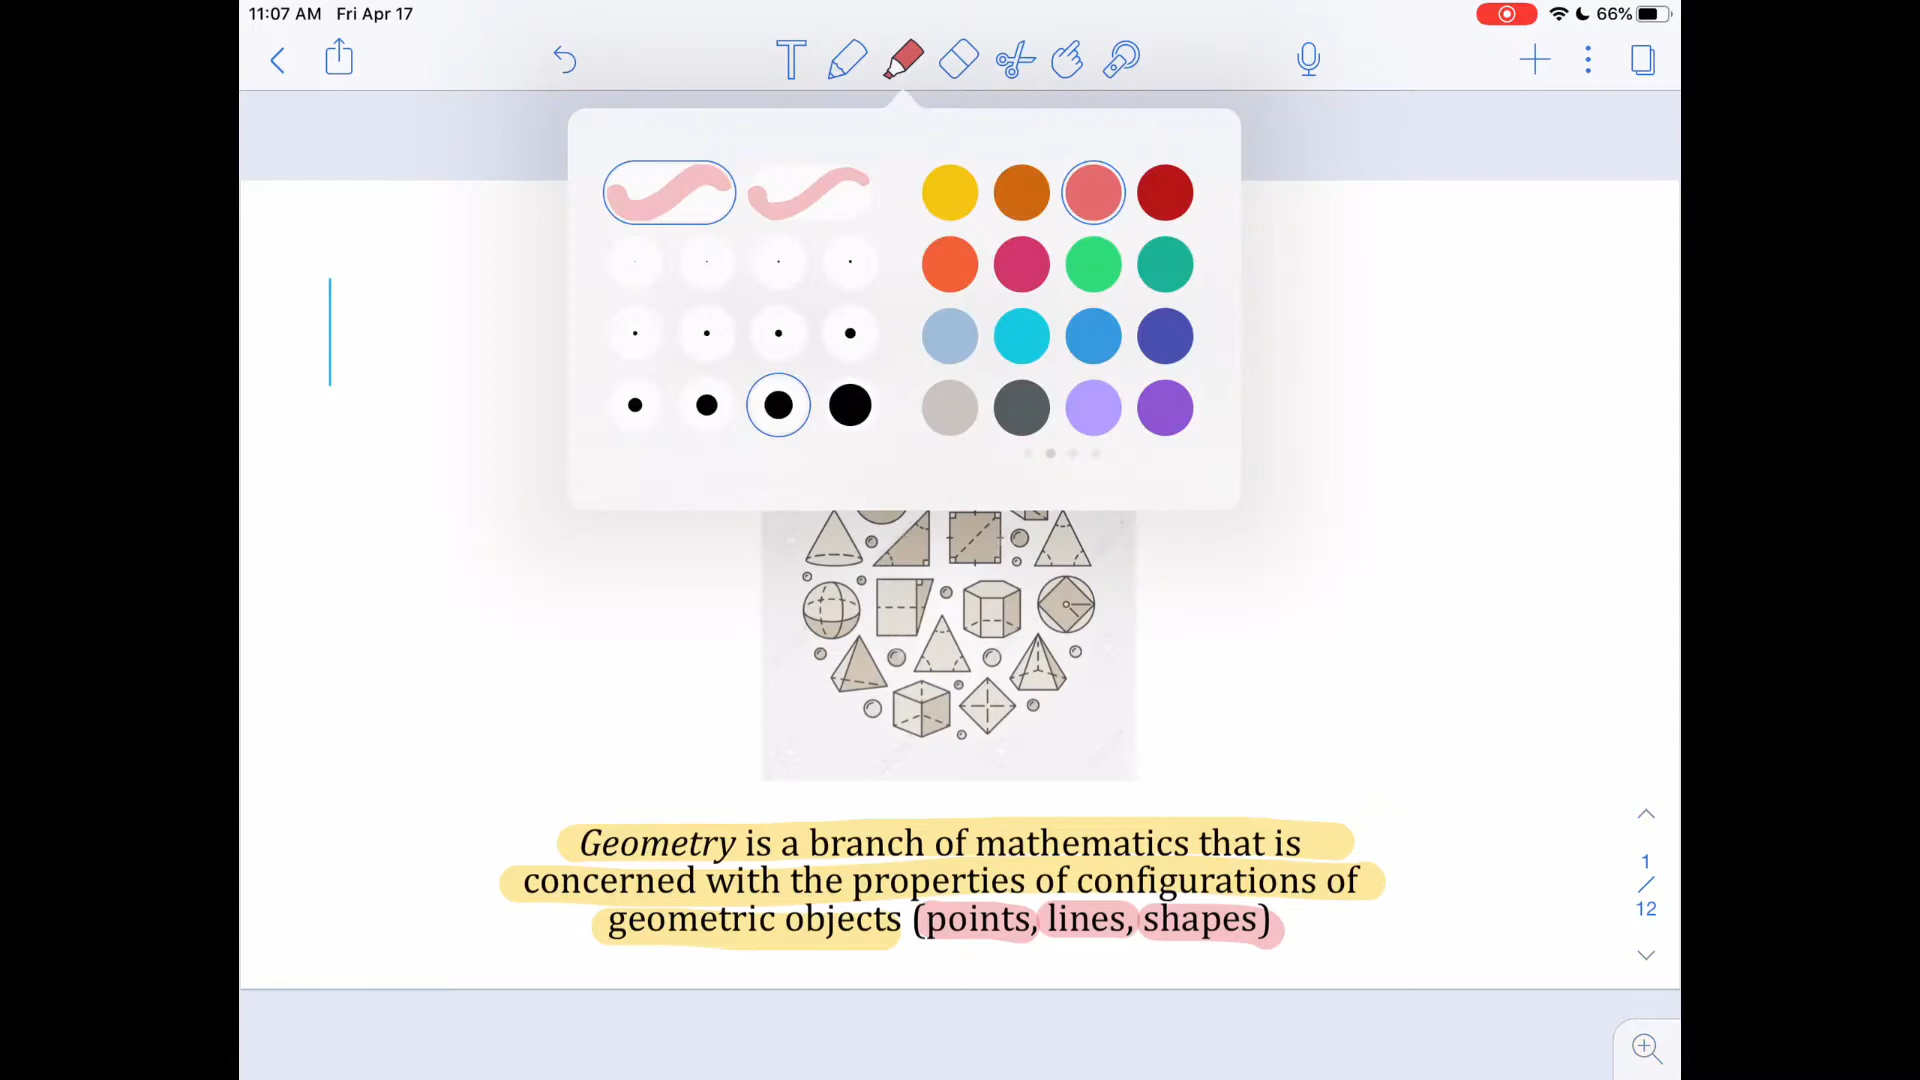 11:07 AM Fri Apr 17
66%
T
Geometry is a branch of mathematics that is
concerned with the properties of configurations of
geometric objects (points, lines, shapes)
1
/
12